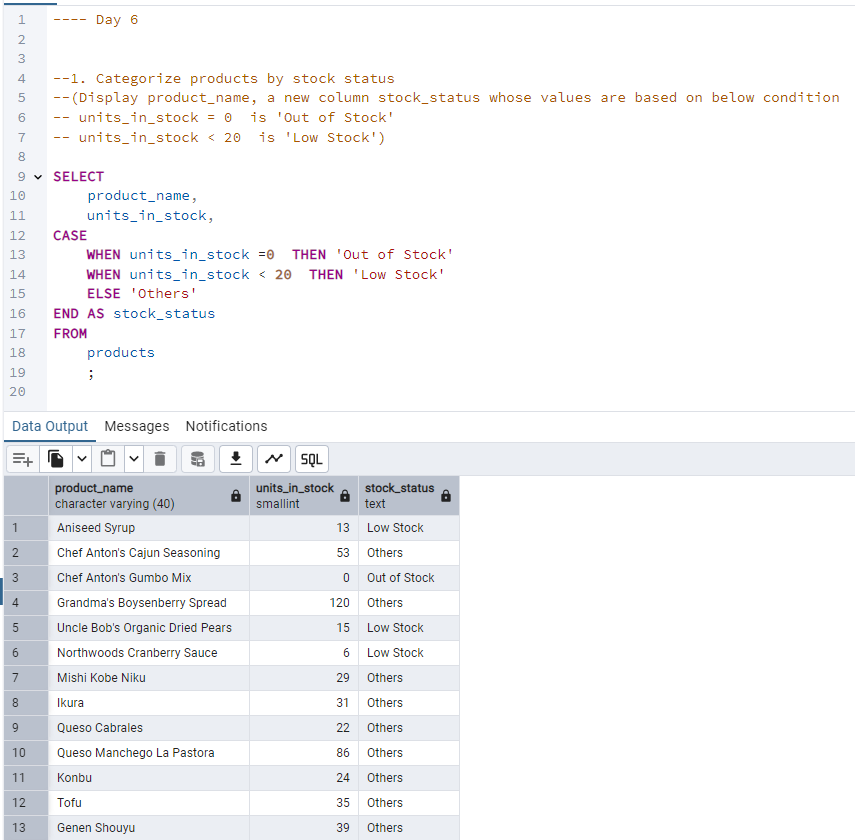 1 ---- Day 6
2
3
4 --1. Categorize products by stock status
5 --(Display product_name, a new column stock_status whose values are based on below condition
6 -- units_in_stock = 0  is 'Out of Stock'
7 -- units_in_stock < 20  is 'Low Stock')
8
9 SELECT
10 product_name,
11 units_in_stock,
12 CASE
13 WHEN units_in_stock =0  THEN 'Out of Stock'
14 WHEN units_in_stock < 20  THEN 'Low Stock'
15 ELSE 'Others'
16 END AS stock_status
17 FROM
18 products
19 ;
20
Data Output Messages Notifications
SQL
product_name units_in_stock stock_status
character varying (40) smallint text
1 Aniseed Syrup 13 Low Stock
2 Chef Anton's Cajun Seasoning 53 Others
3 Chef Anton's Gumbo Mix 0 Out of Stock
4 Grandma's Boysenberry Spread 120 Others
5 Uncle Bob's Organic Dried Pears 15 Low Stock
6 Northwoods Cranberry Sauce 6 Low Stock
7 Mishi Kobe Niku 29 Others
8 Ikura 31 Others
9 Queso Cabrales 22 Others
10 Queso Manchego La Pastora 86 Others
11 Konbu 24 Others
12 Tofu 35 Others
13 Genen Shouyu 39 Others